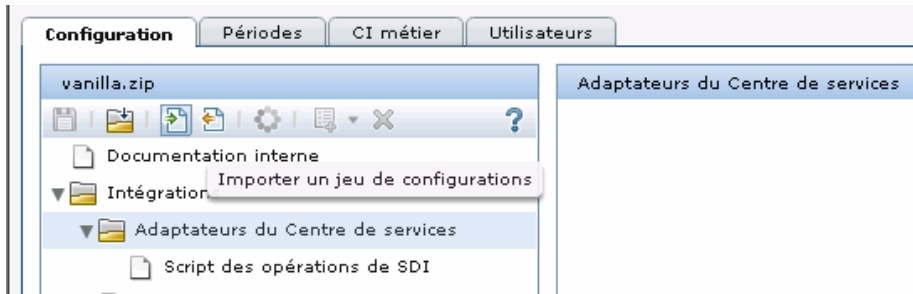 Configuration Périodes CI métier Utilisateurs
vanilla.zip Adaptateurs du Centre de services
?
Documentation interne
Importer un jeu de configurations
Intégration
Adaptateurs du Centre de services
Script des opérations de SDI